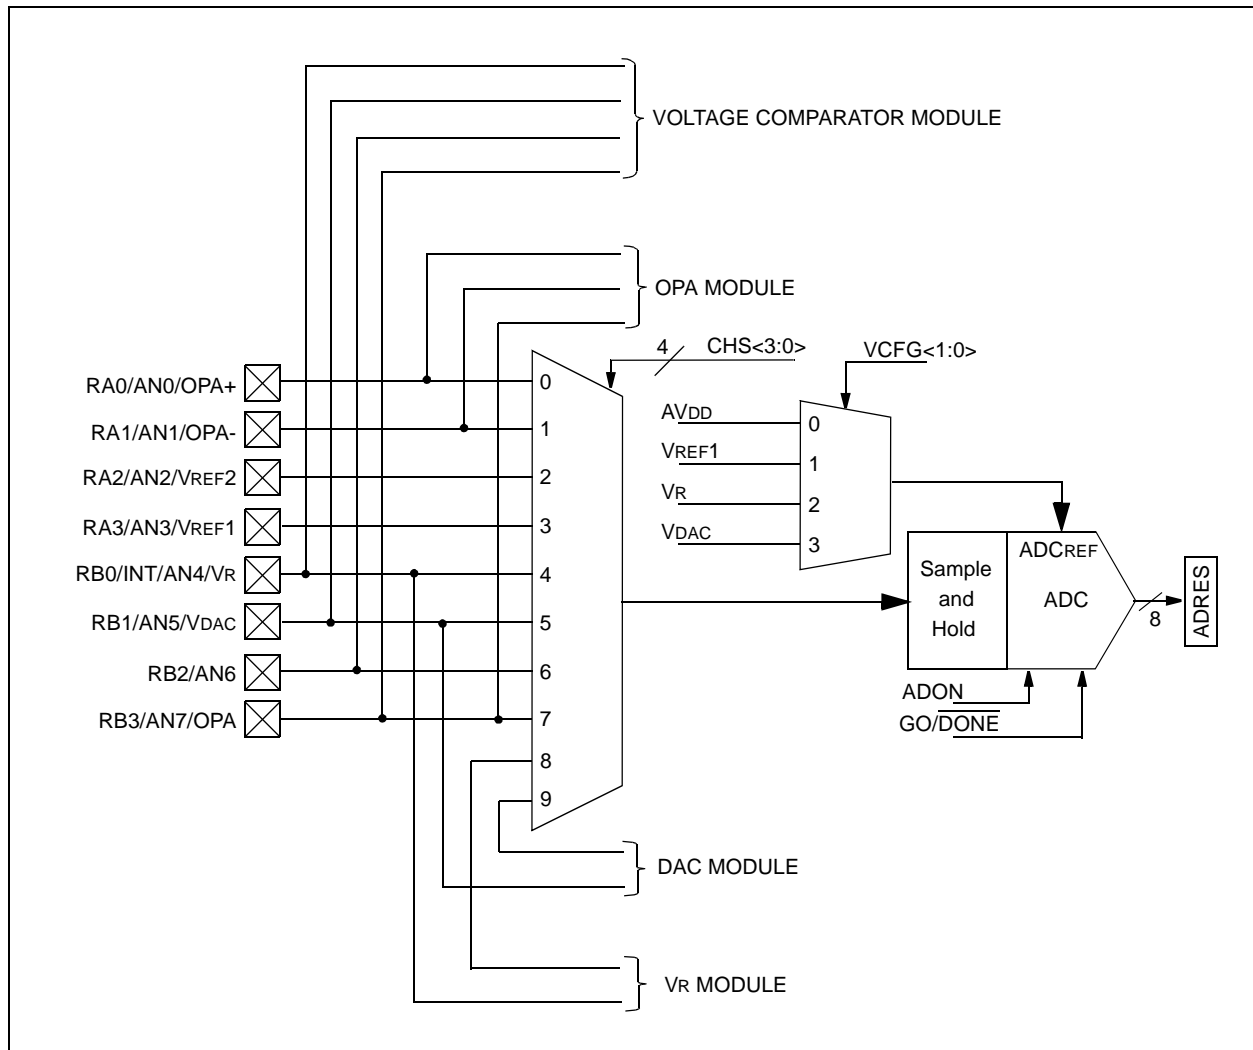 VOLTAGE COMPARATOR MODULE
OPA MODULE
4
CHS<3:0>
VCFG<1:0>
RA0/AN0/OPA+
RA1/AN1/OPA-
RA2/AN2/VREF2
RA3/AN3/VREF1
RB0/INT/AN4/VR
RB1/AN5/VDAC
RB2/AN6
RB3/AN7/OPA
0
1
2
3
4
5
6
7
8
9
AVDD
VREF1
VR
VDAC
0
1
2
3
Sample
and
Hold
ADCREF
ADC
8
ADRES
ADON
GO/DONE
DAC MODULE
VR MODULE